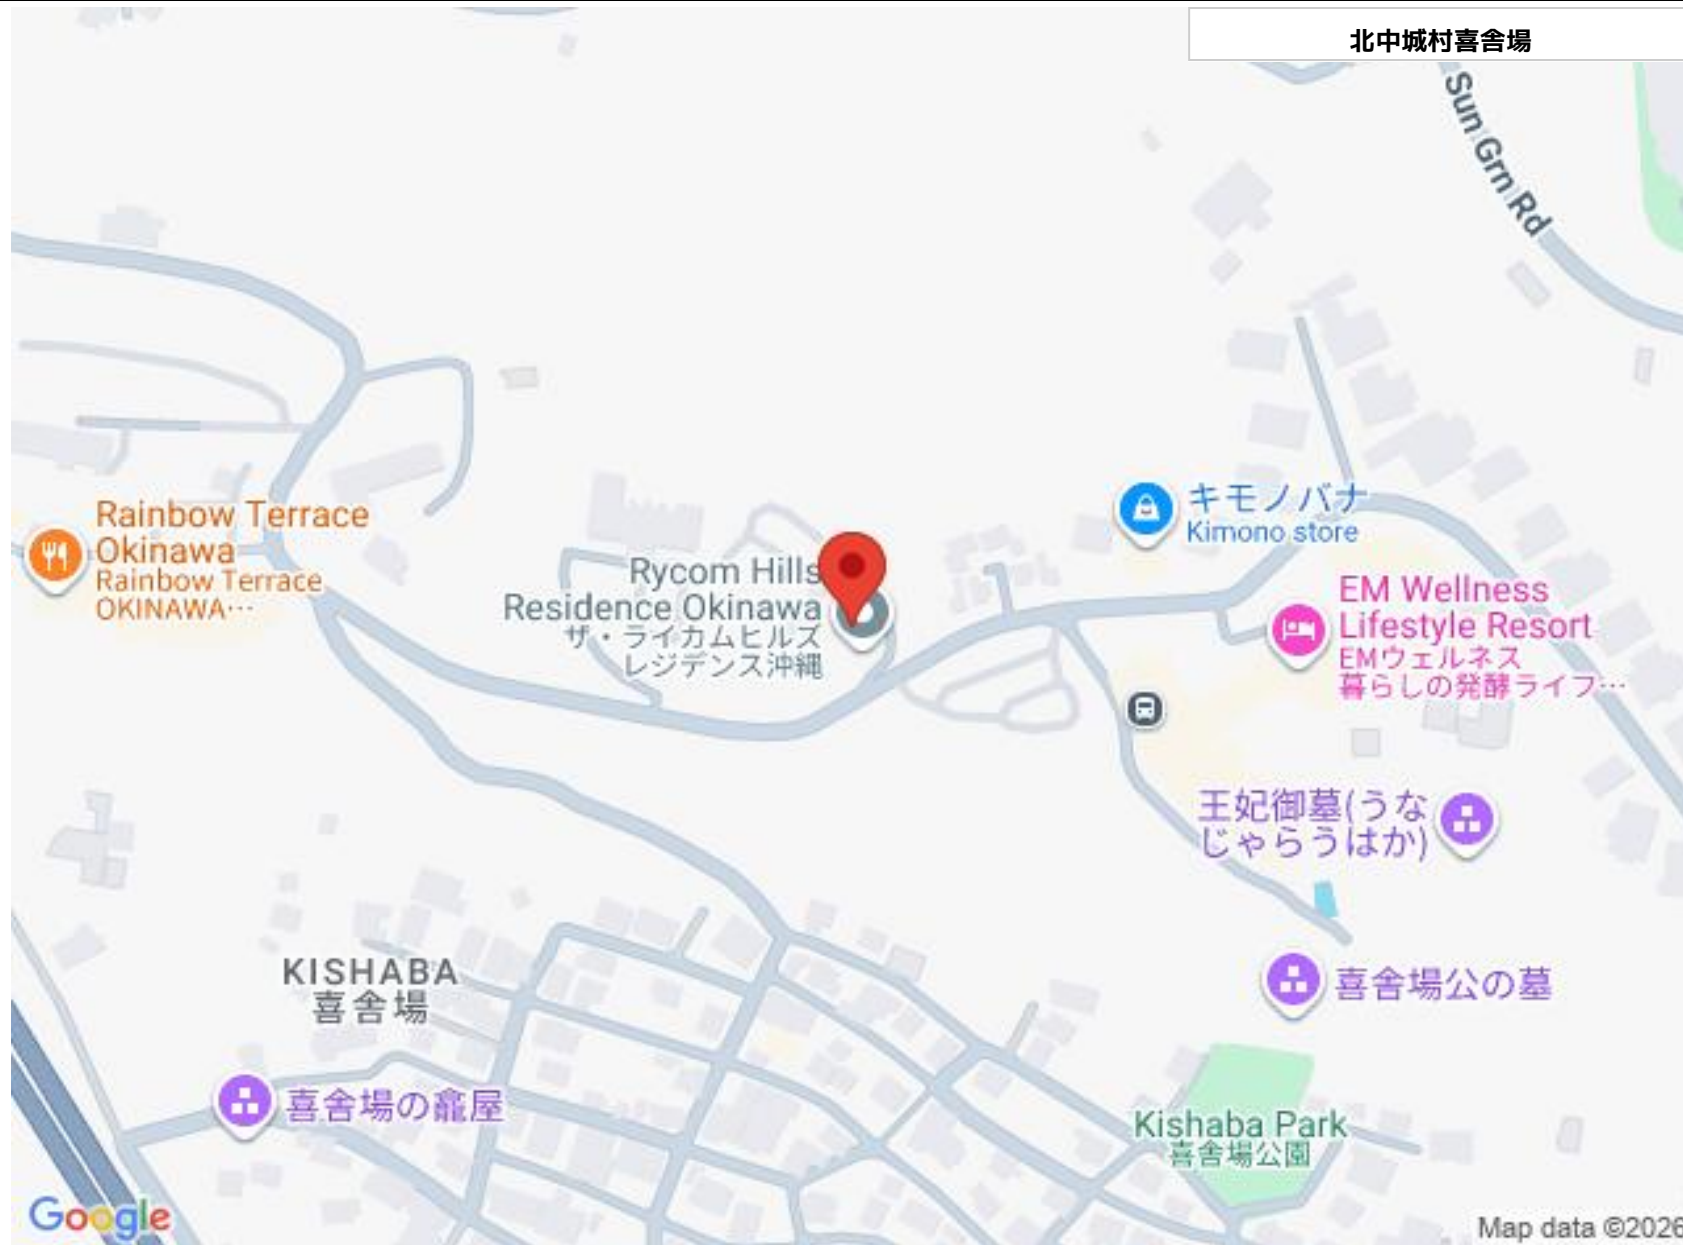 北中城村喜舎場
Sun Grn Rd
Rainbow Terrace
Okinawa
Rainbow Terrace
OKINAWA…
Rycom Hills
Residence Okinawa
ザ・ライカムヒルズ
レジデンス沖縄
キモノバナ
Kimono store
EM Wellness
Lifestyle Resort
EMウェルネス
暮らしの発酵ライフ…
王妃御墓(うな
じゃらうはか)
KISHABA
喜舎場
喜舎場公の墓
喜舎場の龕屋
Kishaba Park
喜舎場公園
Google
Map data ©2026